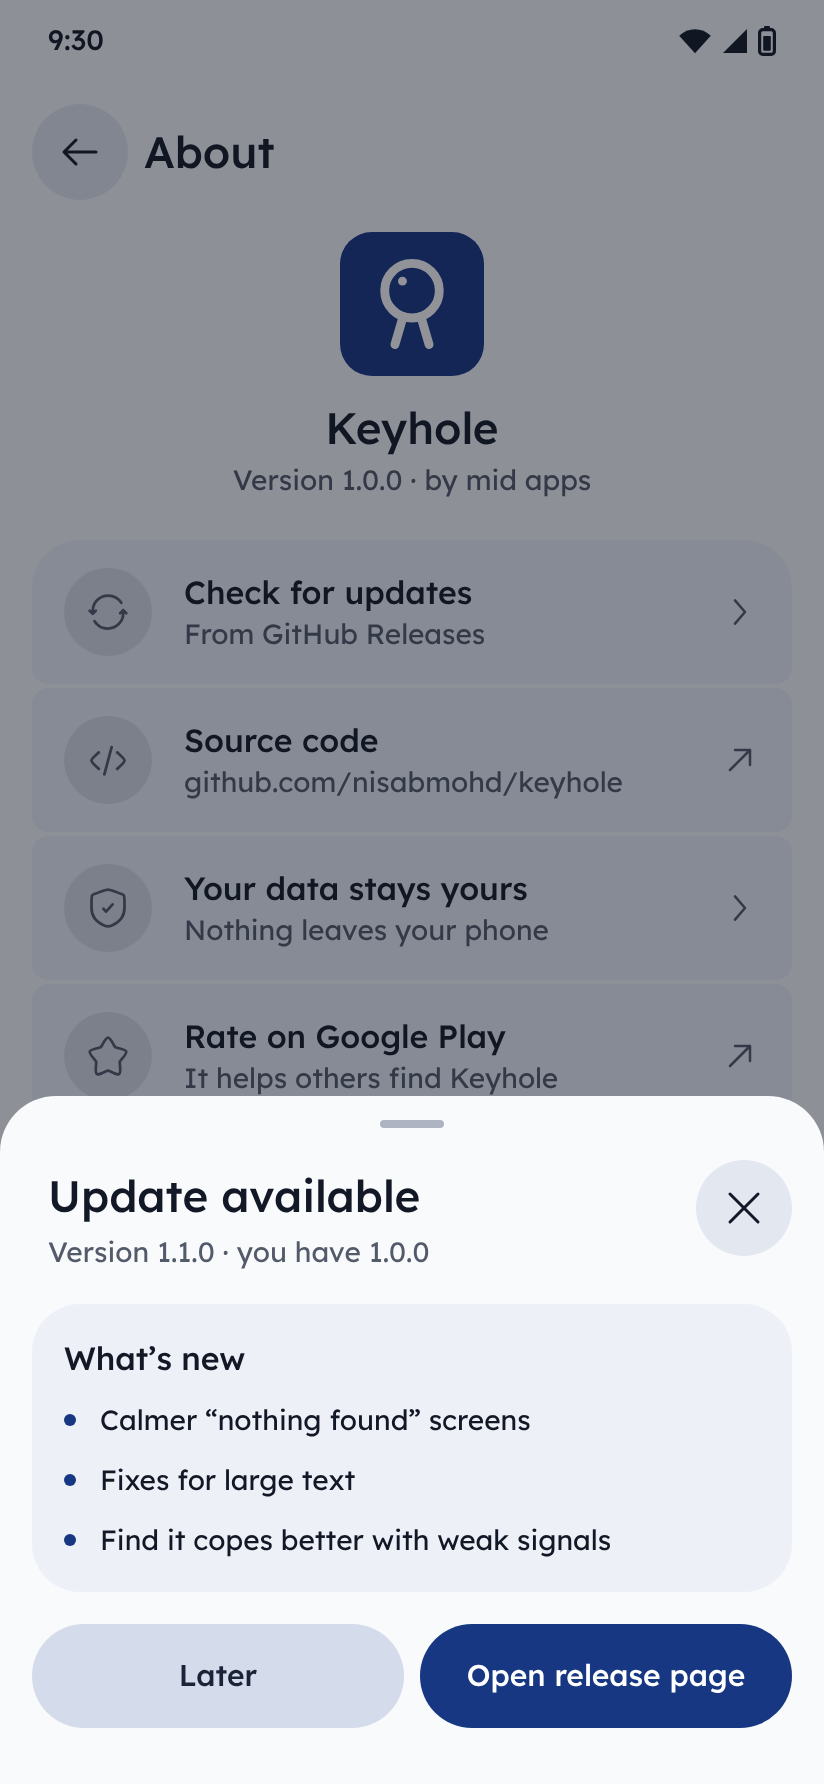 9:30
About
Keyhole
Version 1.0.0 · by mid apps
Check for updates
From GitHub Releases
Source code
github.com/nisabmohd/keyhole
Your data stays yours
Nothing leaves your phone
Rate on Google Play
It helps others find Keyhole
Update available
Version 1.1.0 · you have 1.0.0
What’s new
Calmer “nothing found” screens
Fixes for large text
Find it copes better with weak signals
Later
Open release page